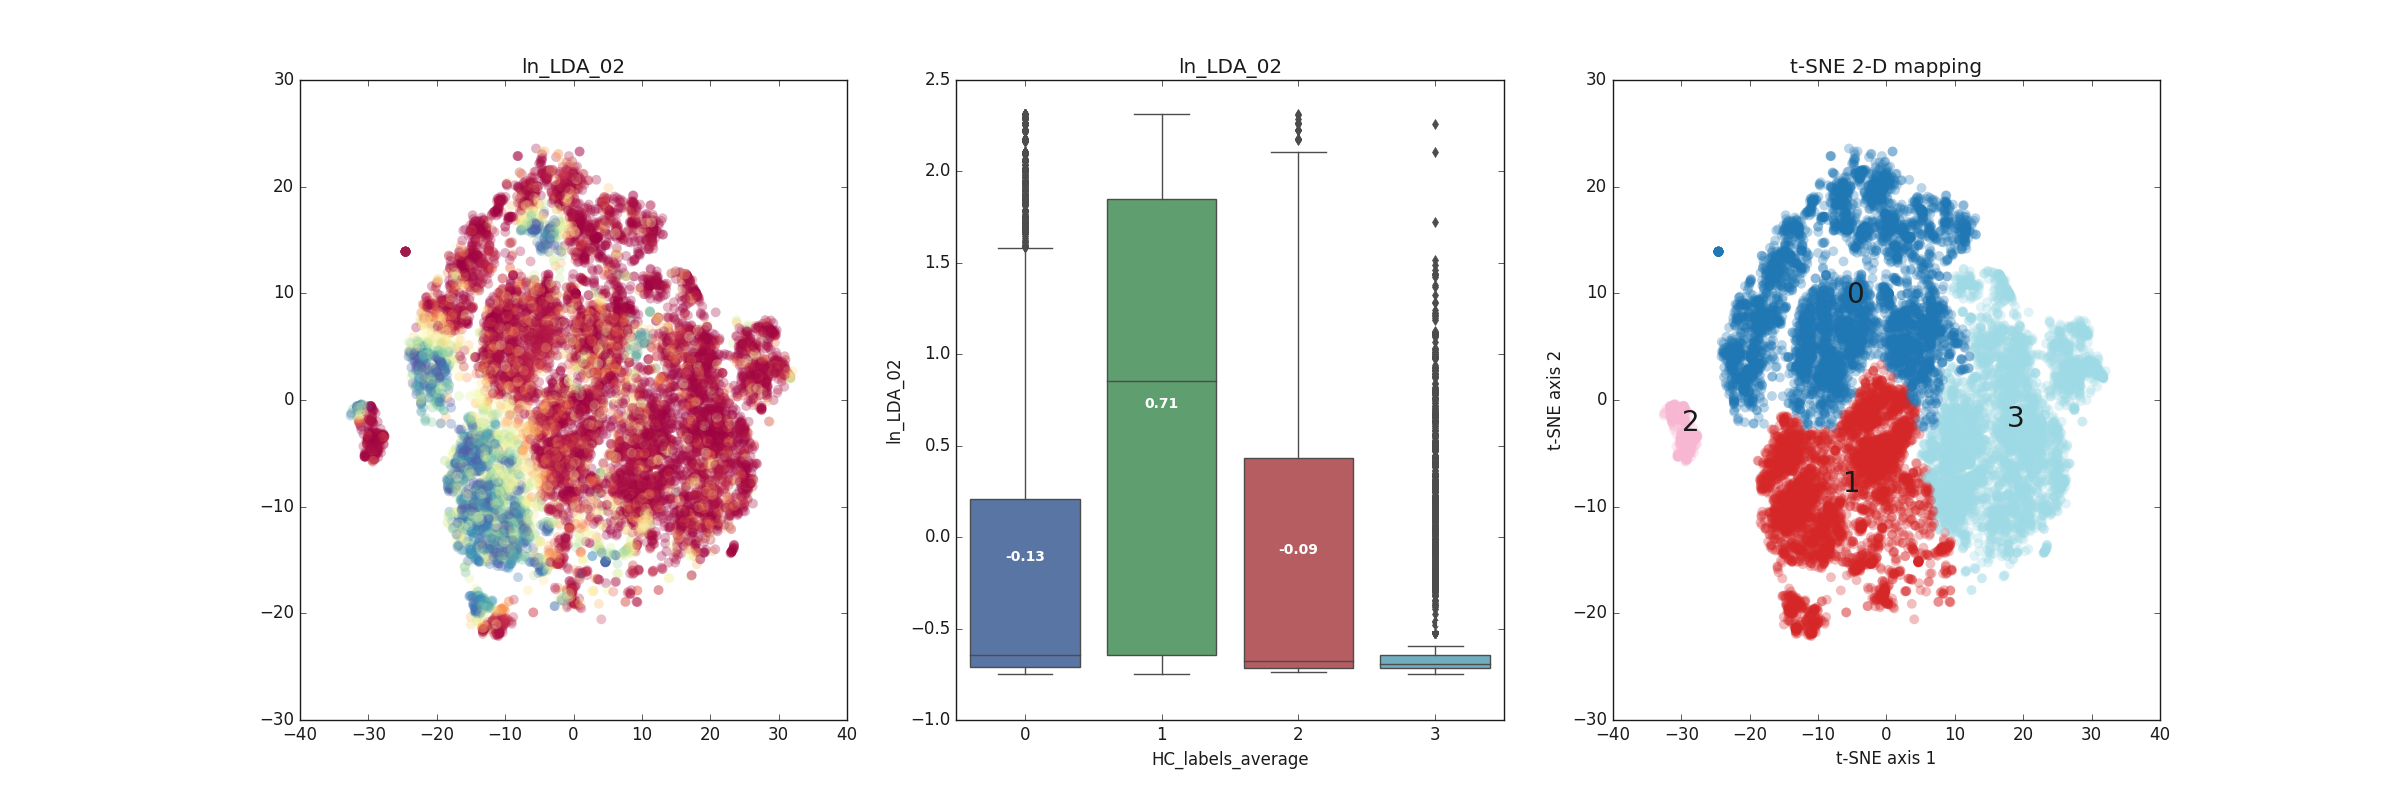 ln_LDA_02
30
20
10
0
−10
−20
−30
−40 −30 −20 −10 0 10 20 30 40
ln_LDA_02
ln_LDA_02
2.5
2.0
1.5
1.0
0.5
0.0
−0.5
−1.0
0.71
-0.13
-0.09
0 1 2 3
HC_labels_average
t-SNE 2-D mapping
t-SNE axis 2
30
20
10
0
−10
−20
−30
0
2
3
1
−40 −30 −20 −10 0 10 20 30 40
t-SNE axis 1